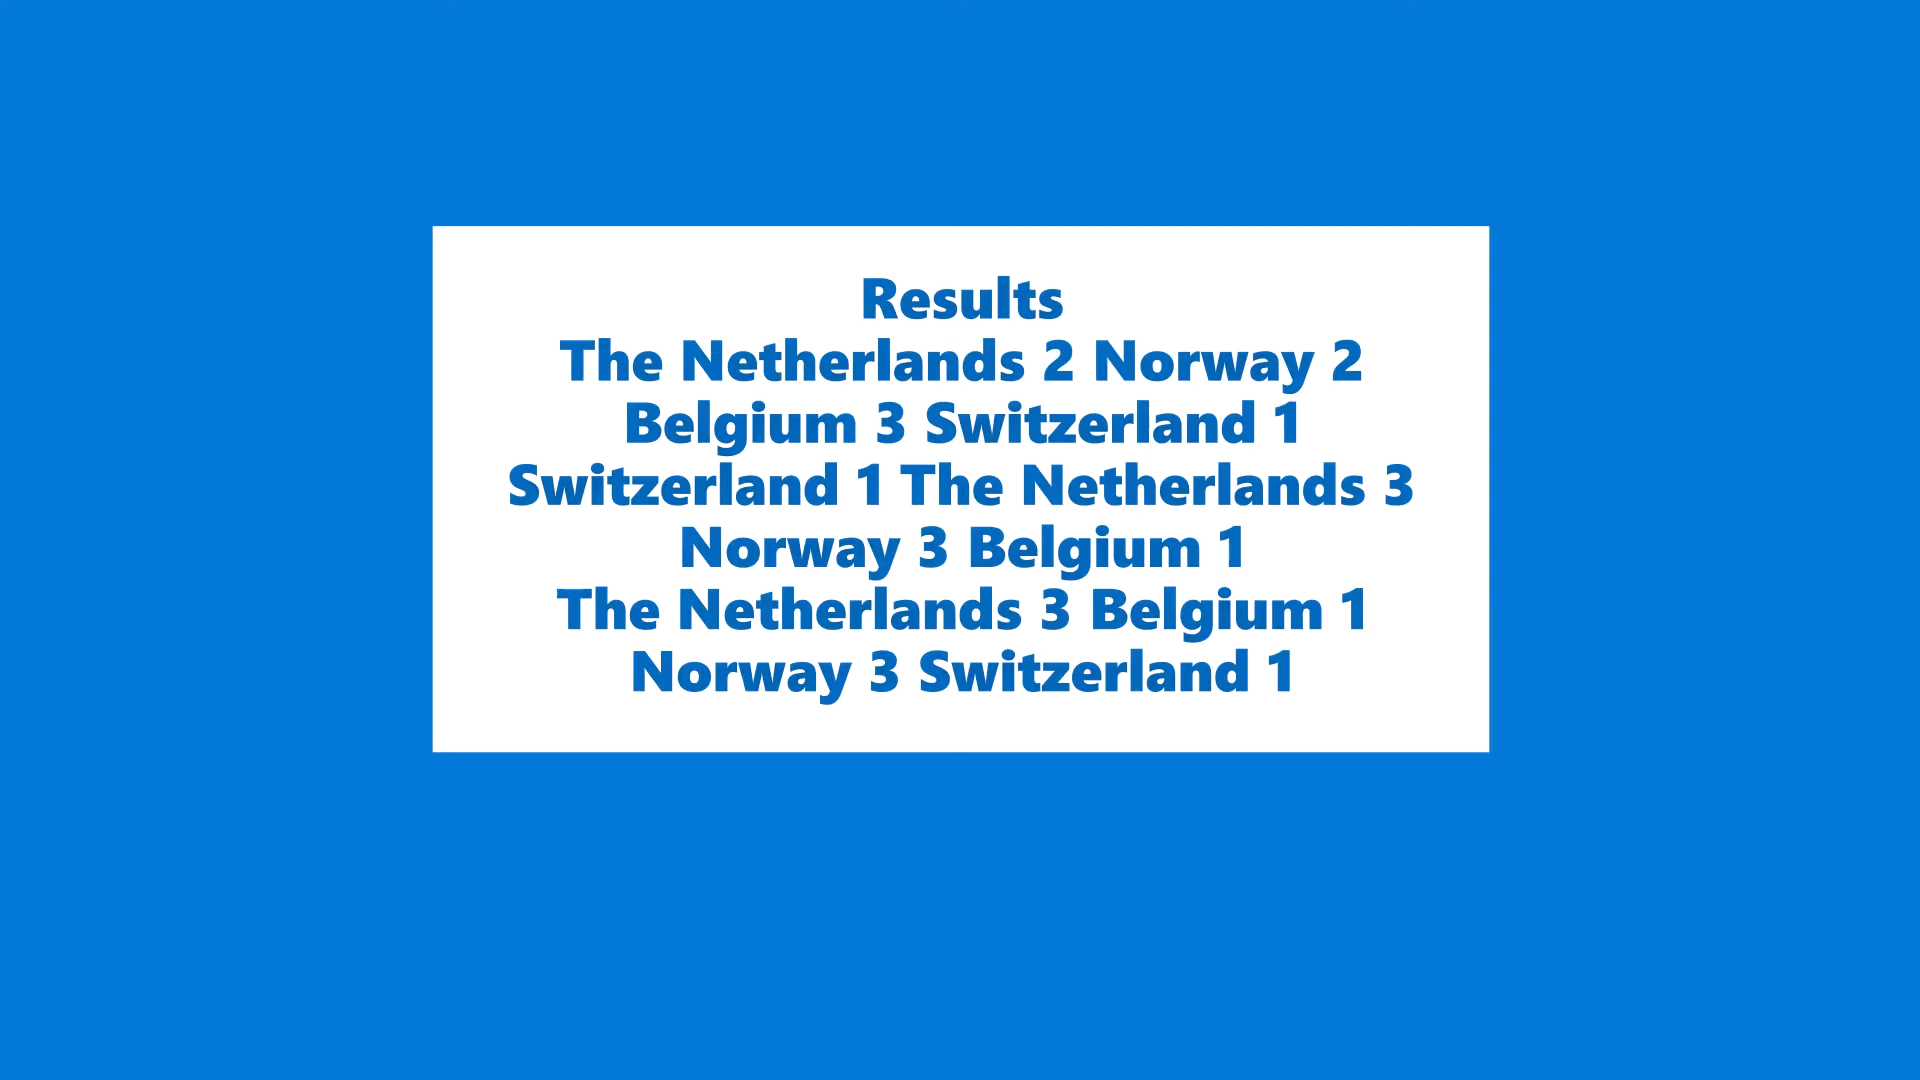 Results
The Netherlands 2 Norway 2
Belgium 3 Switzerland 1
Switzerland 1 The Netherlands 3
Norway 3 Belgium 1
The Netherlands 3 Belgium 1
Norway 3 Switzerland 1